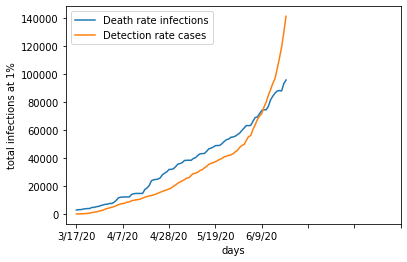 Death rate infections
Detection rate cases
140000
120000
100000
80000
60000
40000
20000
0
total infections at 1%
3/17/20 4/7/20 4/28/20 5/19/20 6/9/20
days